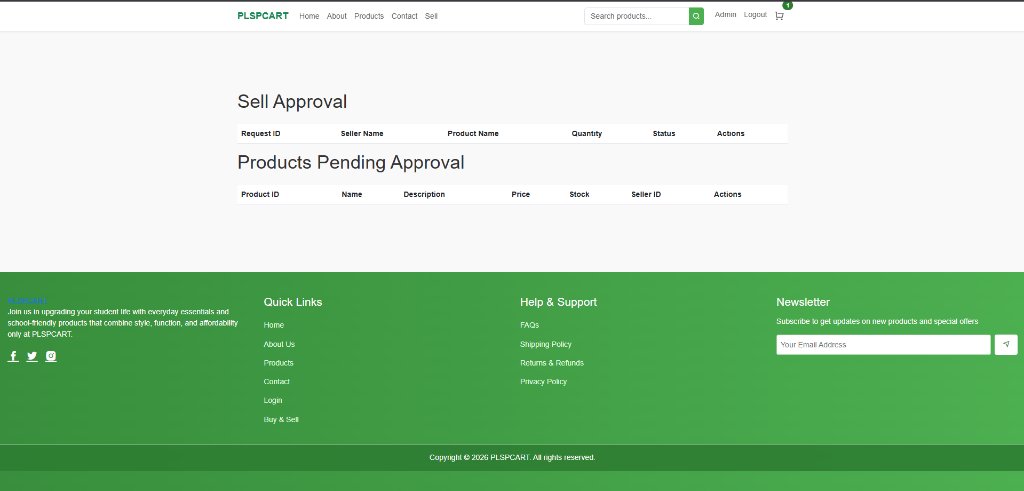 PLSPCART Home About Products Contact Sell Search products... Admin Logout 1
Sell Approval
Request ID Seller Name Product Name Quantity Status Actions
Products Pending Approval
Product ID Name Description Price Stock Seller ID Actions
PLSPCART
Join us in upgrading your student life with everyday essentials and
school-friendly products that combine style, function, and affordability
only at PLSPCART.
Quick Links
Home
About Us
Products
Contact
Login
Buy & Sell
Help & Support
FAQs
Shipping Policy
Returns & Refunds
Privacy Policy
Newsletter
Subscribe to get updates on new products and special offers
Your Email Address
Copyright © 2026 PLSPCART. All rights reserved.